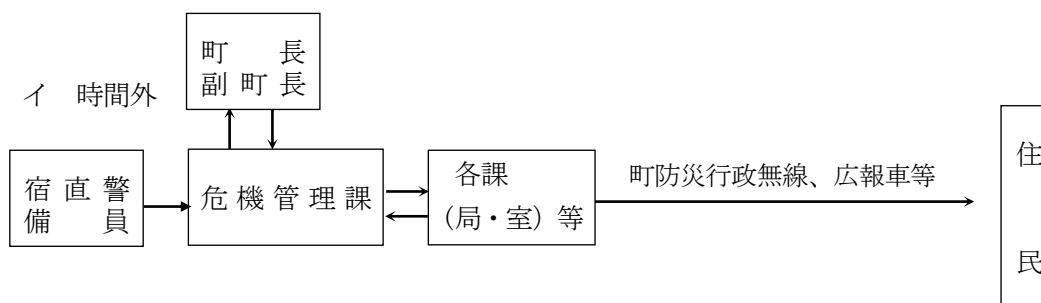 イ　時間外
町　　長
副 町 長
宿 直 警
備　　員
危 機 管 理 課
各課
（局・室）等
町防災行政無線、広報車等
住
民